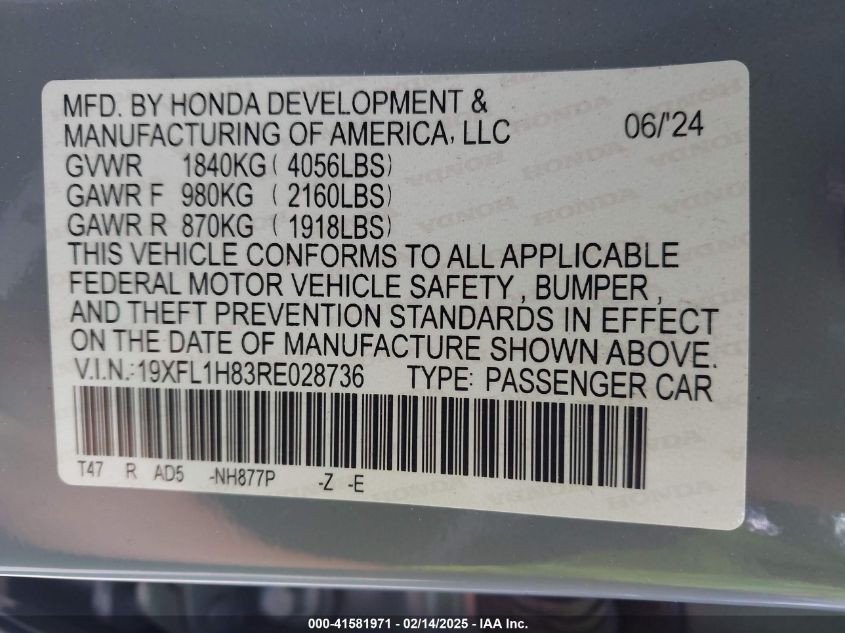 MFD. BY HONDA DEVELOPMENT &
MANUFACTURING OF AMERICA, LLC 06/'24
GVWR 1840KG ( 4056LBS)
GAWR F 980KG ( 2160LBS)
GAWR R 870KG ( 1918LBS)
THIS VEHICLE CONFORMS TO ALL APPLICABLE
FEDERAL MOTOR VEHICLE SAFETY , BUMPER ,
AND THEFT PREVENTION STANDARDS IN EFFECT
ON THE DATE OF MANUFACTURE SHOWN ABOVE.
V.I.N.:19XFL1H83RE028736 TYPE: PASSENGER CAR
T47 R AD5 -NH877P -Z -E
000-41581971 - 02/14/2025 - IAA Inc.